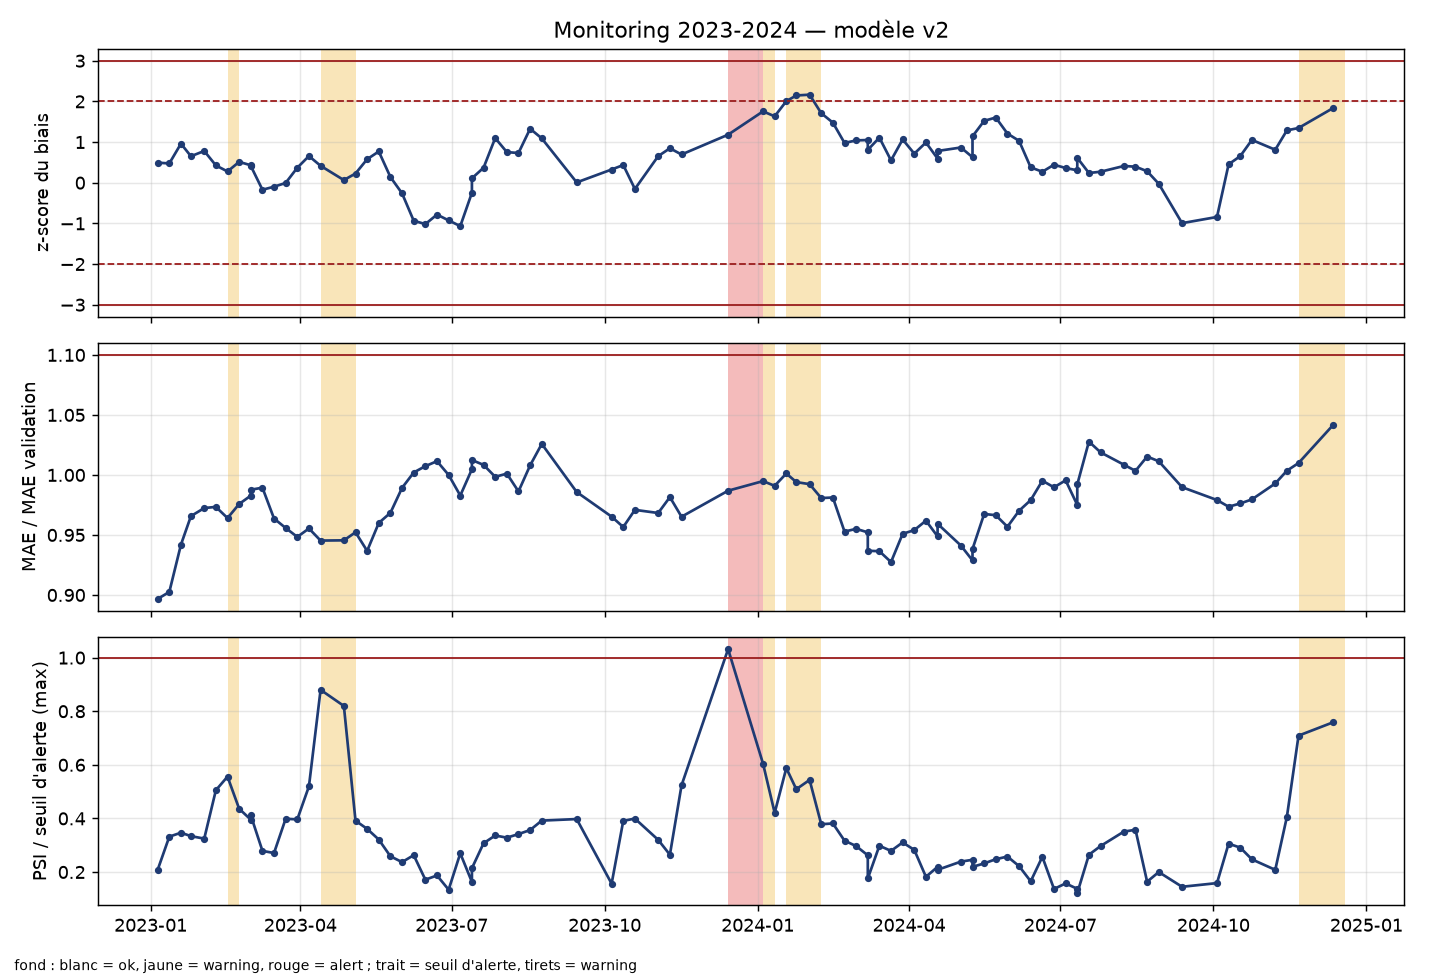 Monitoring 2023-2024 — modèle v2
z-score du biais
3
2
1
0
−1
−2
−3
MAE / MAE validation
1.10
1.05
1.00
0.95
0.90
PSI / seuil d'alerte (max)
1.0
0.8
0.6
0.4
0.2
2023-01 2023-04 2023-07 2023-10 2024-01 2024-04 2024-07 2024-10 2025-01
fond : blanc = ok, jaune = warning, rouge = alert ; trait = seuil d'alerte, tirets = warning